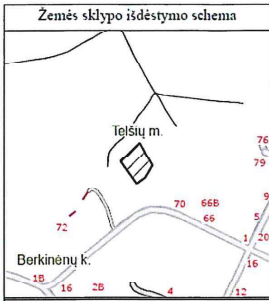 Žemės sklypo išdėstymo schema
Telšių m.
76
79
70
66B
66
9
5
72
1
20
Berkinėnų k.
16
1B
16
2B
4
12